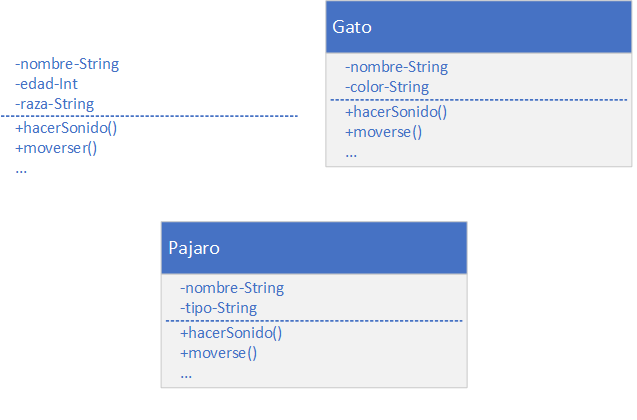 -nombre-String
-edad-Int
-raza-String
+hacerSonido()
+moverser()
...
Gato
-nombre-String
-color-String
+hacerSonido()
+moverse()
...
Pajaro
-nombre-String
-tipo-String
+hacerSonido()
+moverse()
...